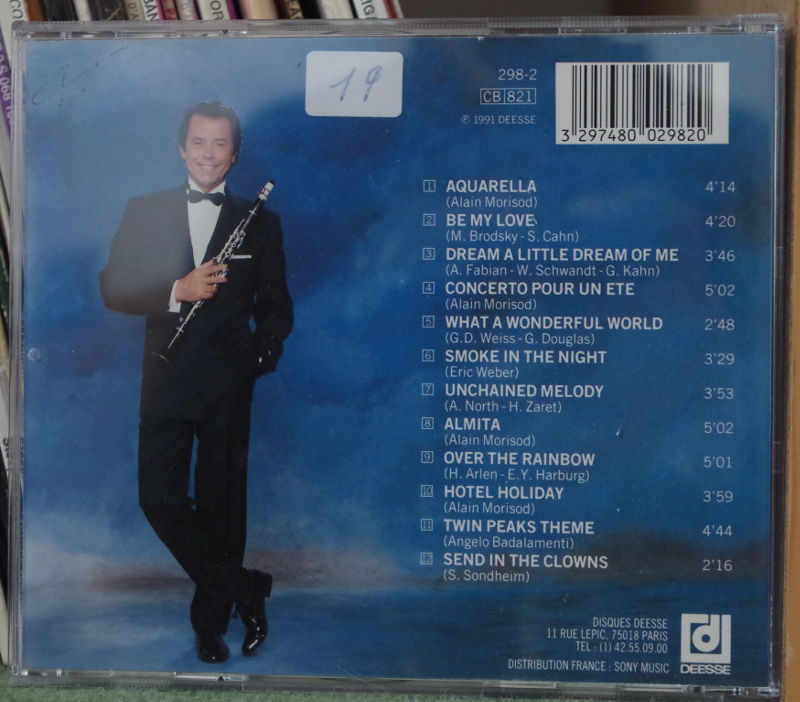 19
298-2
CB 821
℗ 1991 DEESSE
3 297480 029820
1 AQUARELLA 4'14
(Alain Morisod)
2 BE MY LOVE 4'20
(M. Brodsky - S. Cahn)
3 DREAM A LITTLE DREAM OF ME 3'46
(A. Fabian - W. Schwandt - G. Kahn)
4 CONCERTO POUR UN ETE 5'02
(Alain Morisod)
5 WHAT A WONDERFUL WORLD 2'48
(G.D. Weiss - G. Douglas)
6 SMOKE IN THE NIGHT 3'29
(Eric Weber)
7 UNCHAINED MELODY 3'53
(A. North - H. Zaret)
8 ALMITA 5'02
(Alain Morisod)
9 OVER THE RAINBOW 5'01
(H. Arlen - E.Y. Harburg)
10 HOTEL HOLIDAY 3'59
(Alain Morisod)
11 TWIN PEAKS THEME 4'44
(Angelo Badalamenti)
12 SEND IN THE CLOWNS 2'16
(S. Sondheim)
DISQUES DEESSE
11 RUE LEPIC, 75018 PARIS
TEL : (1) 42.55.09.00
DISTRIBUTION FRANCE : SONY MUSIC
d
DEESSE